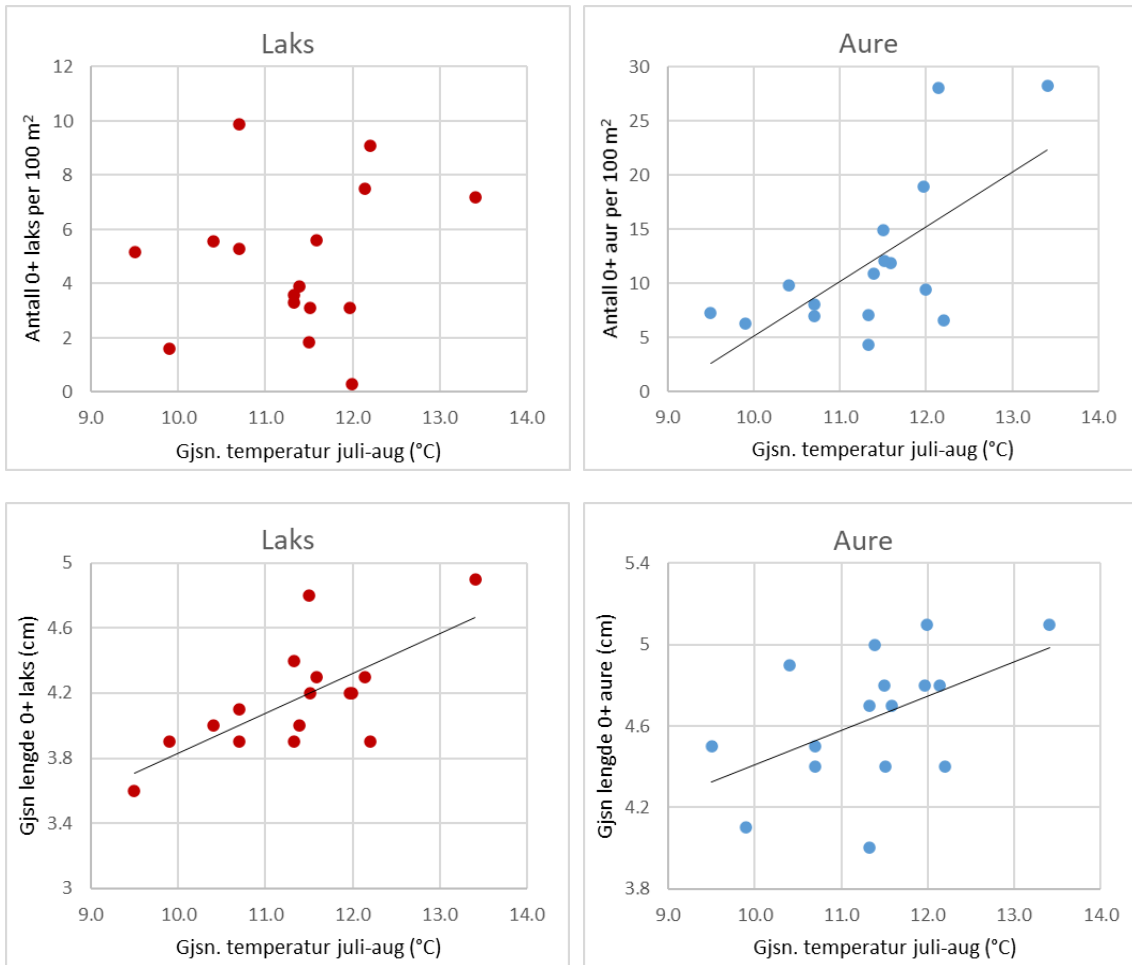 Laks
Antall 0+ laks per 100 m²
12
10
8
6
4
2
0
9.0 10.0 11.0 12.0 13.0 14.0
Gjsn. temperatur juli-aug (°C)
Aure
Antall 0+ aur per 100 m²
30
25
20
15
10
5
0
9.0 10.0 11.0 12.0 13.0 14.0
Gjsn. temperatur juli-aug (°C)
Laks
Gjsn lengde 0+ laks (cm)
5
4.6
4.2
3.8
3.4
3
9.0 10.0 11.0 12.0 13.0 14.0
Gjsn. temperatur juli-aug (°C)
Aure
Gjsn lengde 0+ aure (cm)
5.4
5
4.6
4.2
3.8
9.0 10.0 11.0 12.0 13.0 14.0
Gjsn. temperatur juli-aug (°C)